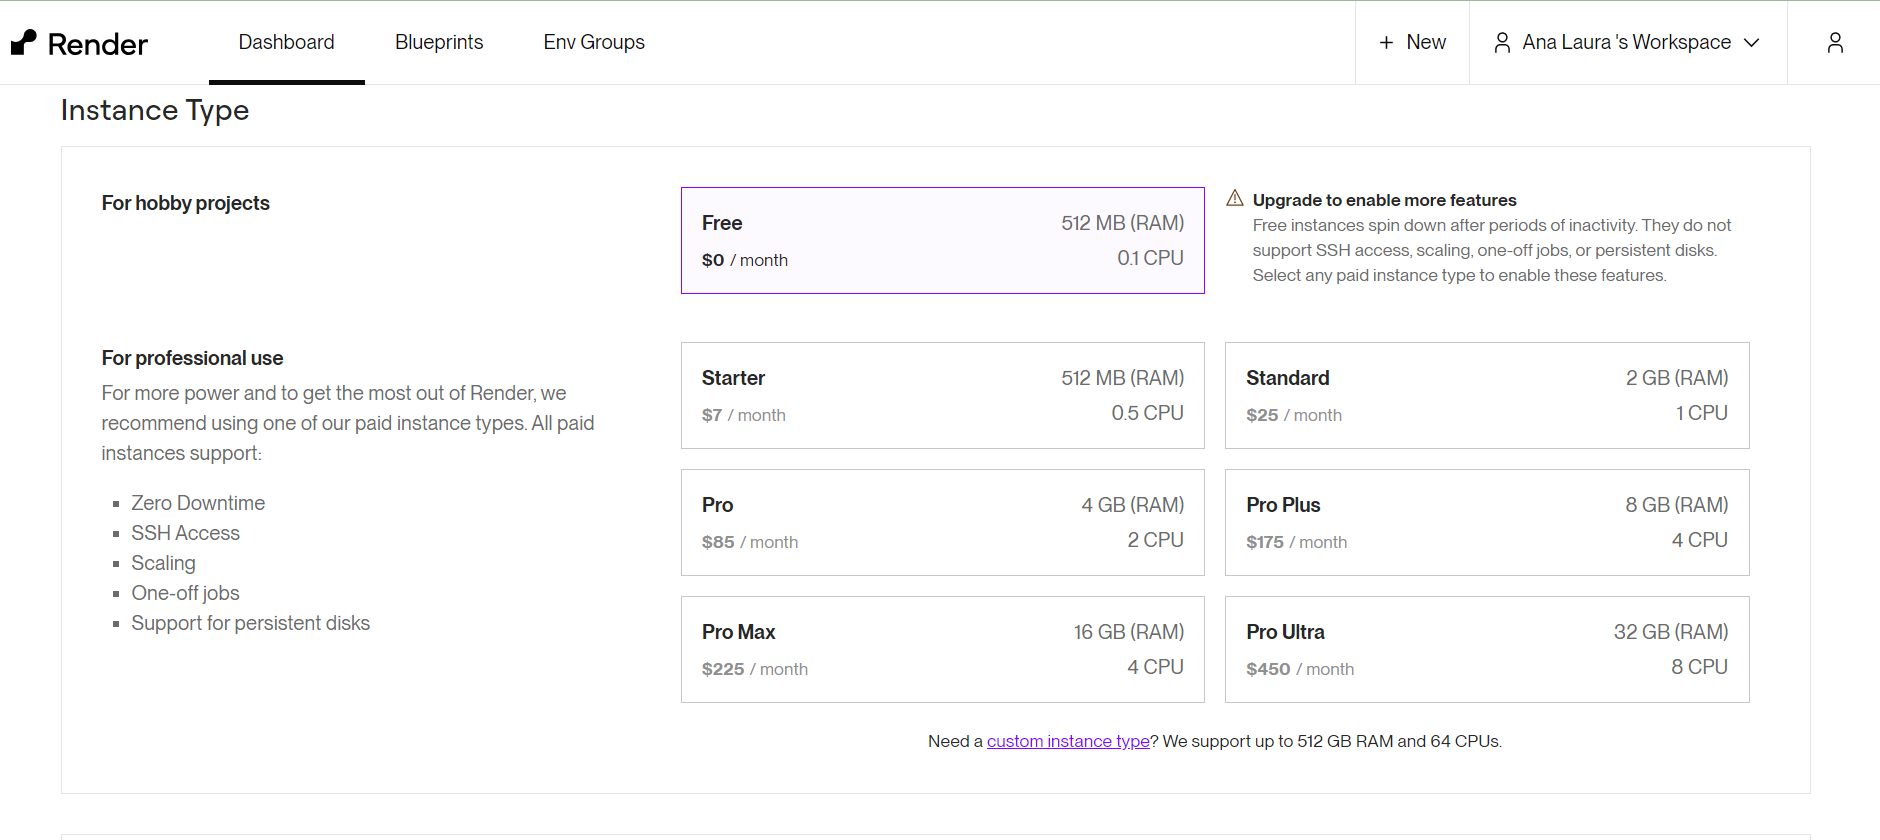 Render
Dashboard
Blueprints
Env Groups
+ New
Ana Laura 's Workspace
Instance Type
For hobby projects
Free
512 MB (RAM)
$0 / month
0.1 CPU
Upgrade to enable more features
Free instances spin down after periods of inactivity. They do not
support SSH access, scaling, one-off jobs, or persistent disks.
Select any paid instance type to enable these features.
For professional use
For more power and to get the most out of Render, we
recommend using one of our paid instance types. All paid
instances support:
Zero Downtime
SSH Access
Scaling
One-off jobs
Support for persistent disks
Starter
512 MB (RAM)
$7 / month
0.5 CPU
Standard
2 GB (RAM)
$25 / month
1 CPU
Pro
4 GB (RAM)
$85 / month
2 CPU
Pro Plus
8 GB (RAM)
$175 / month
4 CPU
Pro Max
16 GB (RAM)
$225 / month
4 CPU
Pro Ultra
32 GB (RAM)
$450 / month
8 CPU
Need a custom instance type? We support up to 512 GB RAM and 64 CPUs.